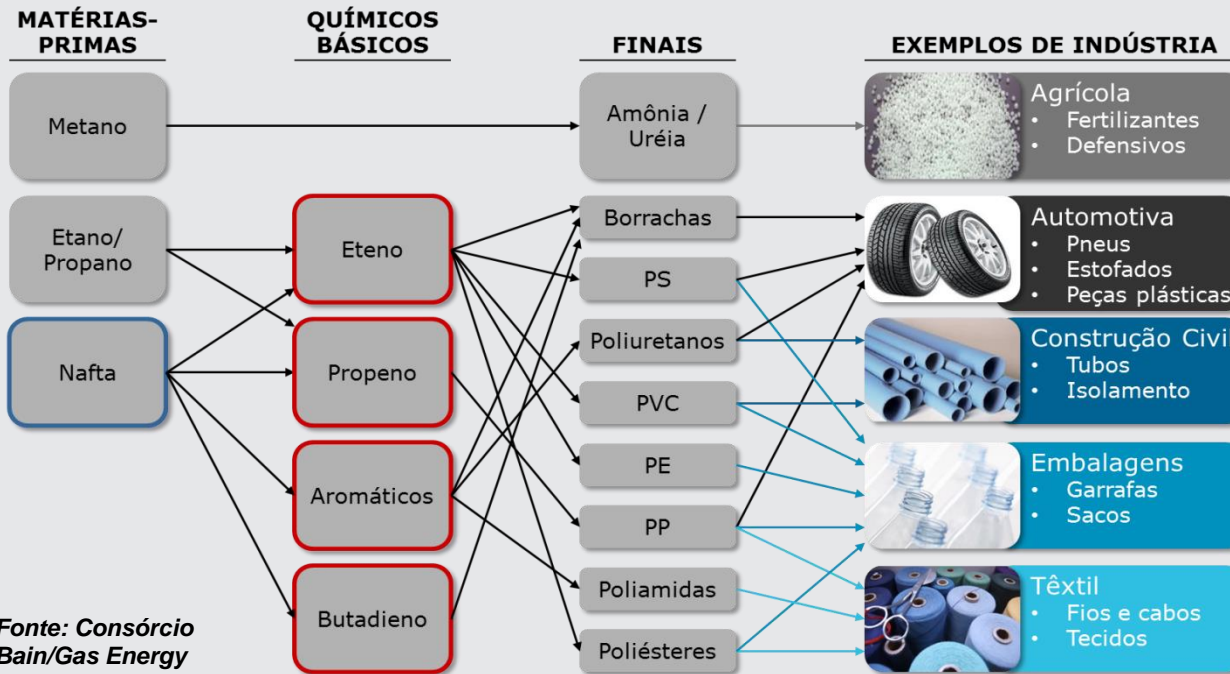 MATÉRIAS-
PRIMAS
QUÍMICOS
BÁSICOS
FINAIS
EXEMPLOS DE INDÚSTRIA
Metano
Etano/
Propano
Nafta
Eteno
Propeno
Aromáticos
Butadieno
Amônia /
Uréia
Borrachas
PS
Poliuretanos
PVC
PE
PP
Poliamidas
Poliésteres
Agrícola
• Fertilizantes
• Defensivos
Automotiva
• Pneus
• Estofados
• Peças plásticas
Construção Civi
• Tubos
• Isolamento
Embalagens
• Garrafas
• Sacos
Têxtil
• Fios e cabos
• Tecidos
Fonte: Consórcio
Bain/Gas Energy